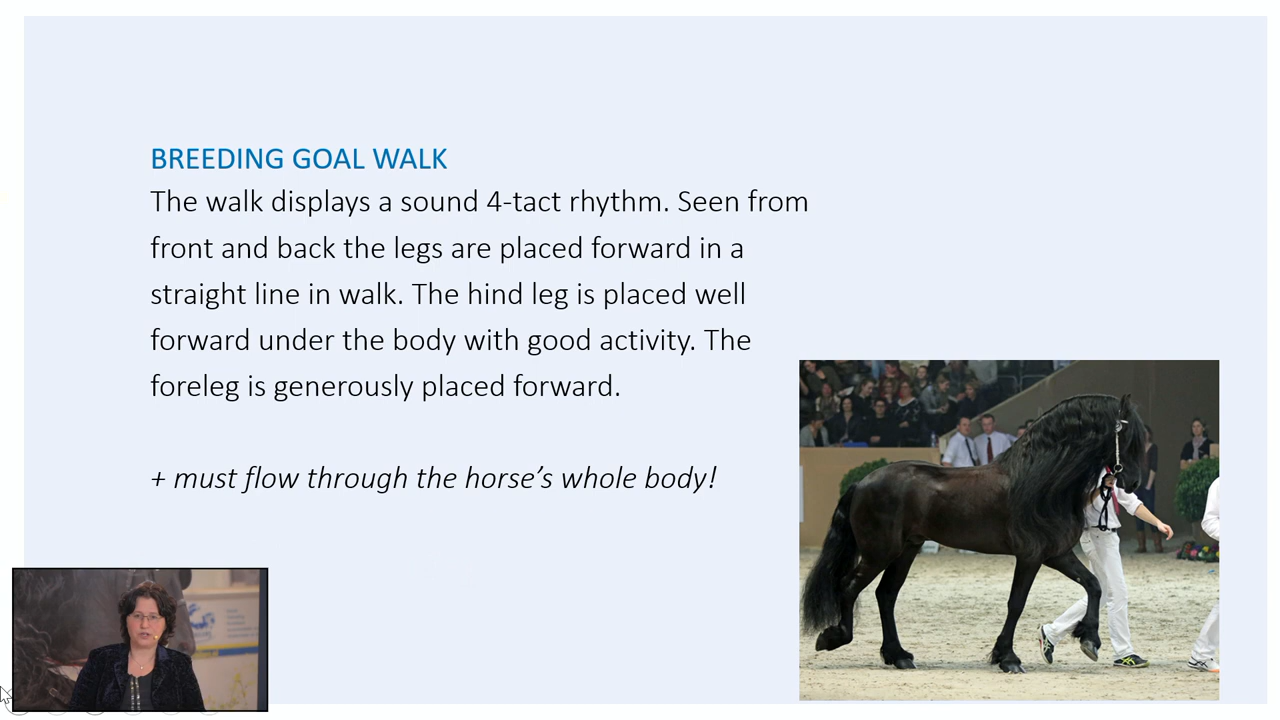 BREEDING GOAL WALK
The walk displays a sound 4-tact rhythm. Seen from
front and back the legs are placed forward in a
straight line in walk. The hind leg is placed well
forward under the body with good activity. The
foreleg is generously placed forward.
+ must flow through the horse’s whole body!